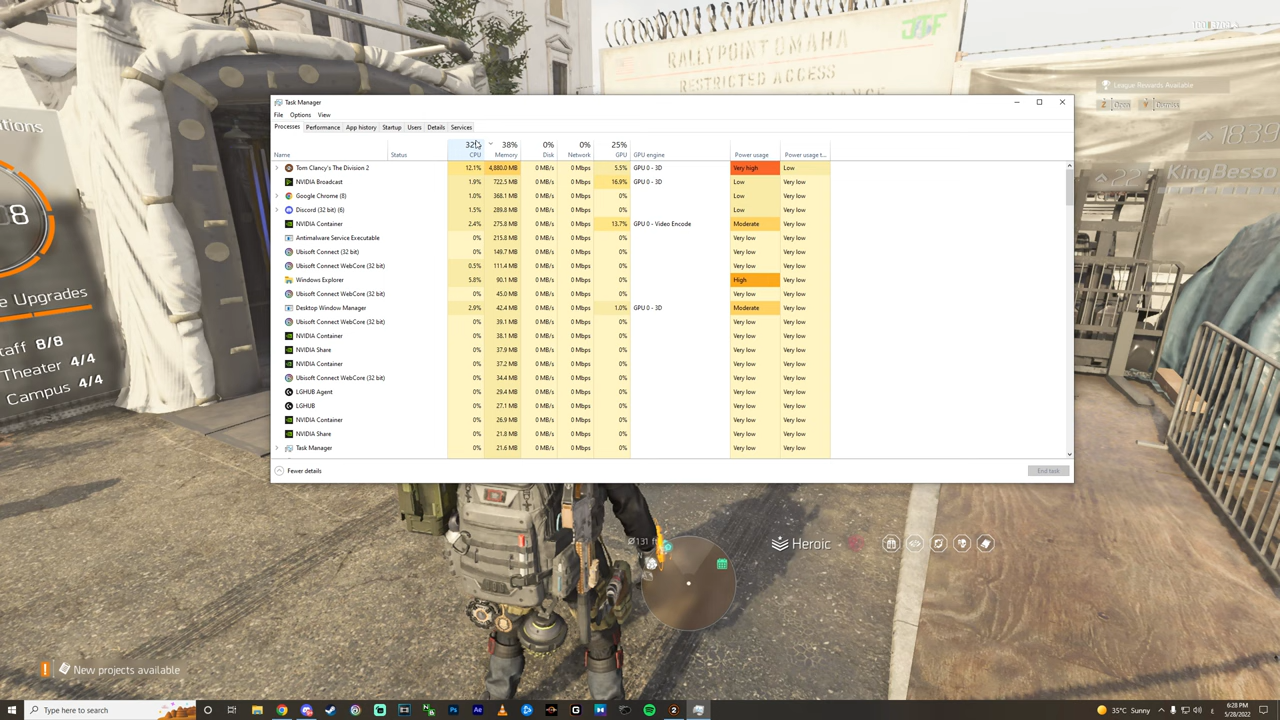 RALLYPOINT OMAHA
JTF
RESTRICTED ACCESS
League Rewards Available
Open
Dismiss
1839
22
KingBesso
Task Manager
File Options View
Processes Performance App history Startup Users Details Services
32% 38% 0% 0% 25%
Name Status CPU Memory Disk Network GPU GPU engine Power usage Power usage t...
Tom Clancy's The Division 2 12.1% 4,880.0 MB 0 MB/s 0 Mbps 5.5% GPU 0 - 3D Very high Low
NVIDIA Broadcast 1.9% 722.5 MB 0 MB/s 0 Mbps 16.9% GPU 0 - 3D Low Very low
Google Chrome (8) 1.0% 368.1 MB 0 MB/s 0 Mbps 0% Low Very low
Discord (32 bit) (6) 1.5% 289.8 MB 0 MB/s 0 Mbps 0% Low Very low
NVIDIA Container 2.4% 275.8 MB 0 MB/s 0 Mbps 13.7% GPU 0 - Video Encode Moderate Very low
Antimalware Service Executable 0% 215.8 MB 0 MB/s 0 Mbps 0% Very low Very low
Ubisoft Connect (32 bit) 0% 149.7 MB 0 MB/s 0 Mbps 0% Very low Very low
Ubisoft Connect WebCore (32 bit) 0.5% 111.4 MB 0 MB/s 0 Mbps 0% Very low Very low
Windows Explorer 5.8% 90.1 MB 0 MB/s 0 Mbps 0% High Very low
Ubisoft Connect WebCore (32 bit) 0% 45.0 MB 0 MB/s 0 Mbps 0% Very low Very low
Desktop Window Manager 2.9% 42.4 MB 0 MB/s 0 Mbps 1.0% GPU 0 - 3D Moderate Very low
Ubisoft Connect WebCore (32 bit) 0% 39.1 MB 0 MB/s 0 Mbps 0% Very low Very low
NVIDIA Container 0% 38.1 MB 0 MB/s 0 Mbps 0% Very low Very low
NVIDIA Share 0% 37.9 MB 0 MB/s 0 Mbps 0% Very low Very low
NVIDIA Container 0% 37.2 MB 0 MB/s 0 Mbps 0% Very low Very low
Ubisoft Connect WebCore (32 bit) 0% 34.4 MB 0 MB/s 0 Mbps 0% Very low Very low
LGHUB Agent 0% 29.4 MB 0 MB/s 0 Mbps 0% Very low Very low
LGHUB 0% 27.1 MB 0 MB/s 0 Mbps 0% Very low Very low
NVIDIA Container 0% 26.9 MB 0 MB/s 0 Mbps 0% Very low Very low
NVIDIA Share 0% 21.8 MB 0 MB/s 0 Mbps 0% Very low Very low
Task Manager 0% 21.6 MB 0 MB/s 0 Mbps 0% Very low Very low
Fewer details
End task
tions
8
e Upgrades
taff 8/8
Theater 4/4
Campus 4/4
131 ft
N
Heroic
New projects available
Type here to search
35°C Sunny
6:28 PM
5/28/2022